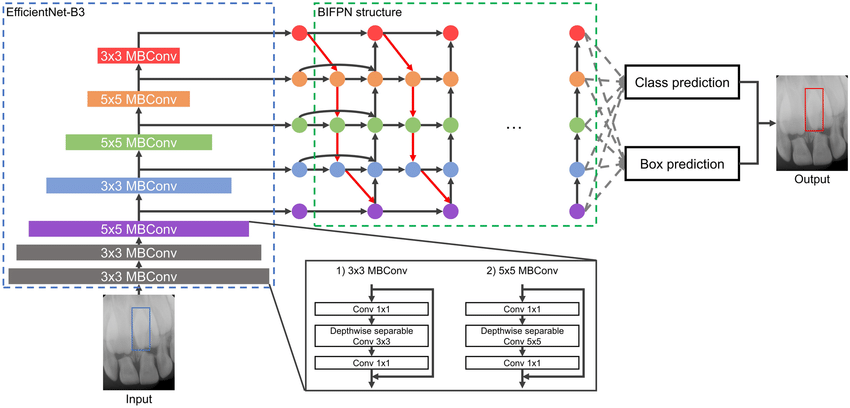 EfficientNet-B3
BIFPN structure
3x3 MBConv
5x5 MBConv
5x5 MBConv
3x3 MBConv
5x5 MBConv
3x3 MBConv
3x3 MBConv
Input
...
Class prediction
Box prediction
Output
1) 3x3 MBConv
Conv 1x1
Depthwise separable
Conv 3x3
Conv 1x1
2) 5x5 MBConv
Conv 1x1
Depthwise separable
Conv 5x5
Conv 1x1